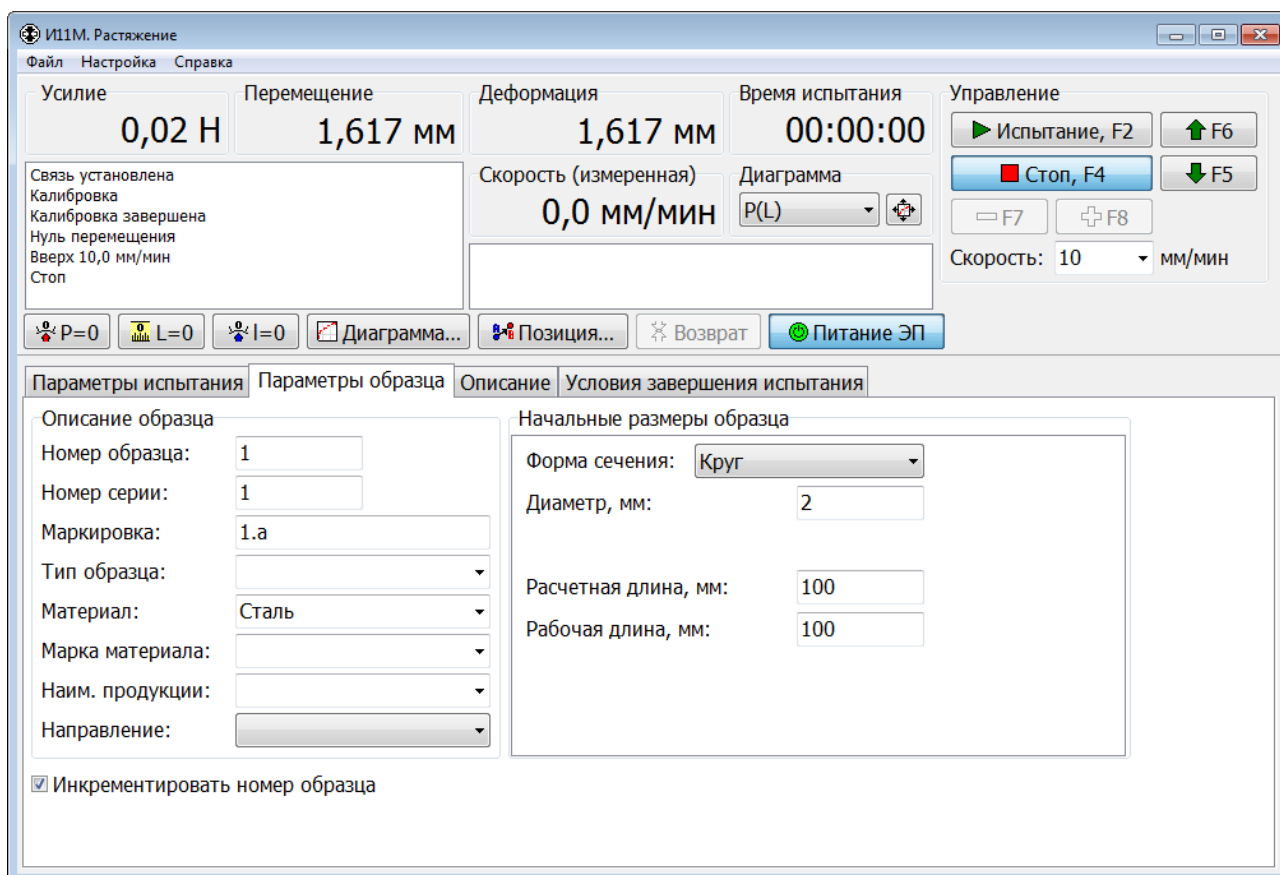 И11М. Растяжение
Файл Настройка Справка
Усилие
0,02 Н
Перемещение
1,617 мм
Деформация
1,617 мм
Время испытания
00:00:00
Управление
Испытание, F2
F6
Стоп, F4
F5
F7
F8
Скорость: 10 мм/мин
Связь установлена
Калибровка
Калибровка завершена
Нуль перемещения
Вверх 10,0 мм/мин
Стоп
Скорость (измеренная)
0,0 мм/мин
Диаграмма
P(L)
P=0
L=0
l=0
Диаграмма...
Позиция...
Возврат
Питание ЭП
Параметры испытания
Параметры образца
Описание
Условия завершения испытания
Описание образца
Номер образца: 1
Номер серии: 1
Маркировка: 1.а
Тип образца:
Материал: Сталь
Марка материала:
Наим. продукции:
Направление:
Инкрементировать номер образца
Начальные размеры образца
Форма сечения: Круг
Диаметр, мм: 2
Расчетная длина, мм: 100
Рабочая длина, мм: 100